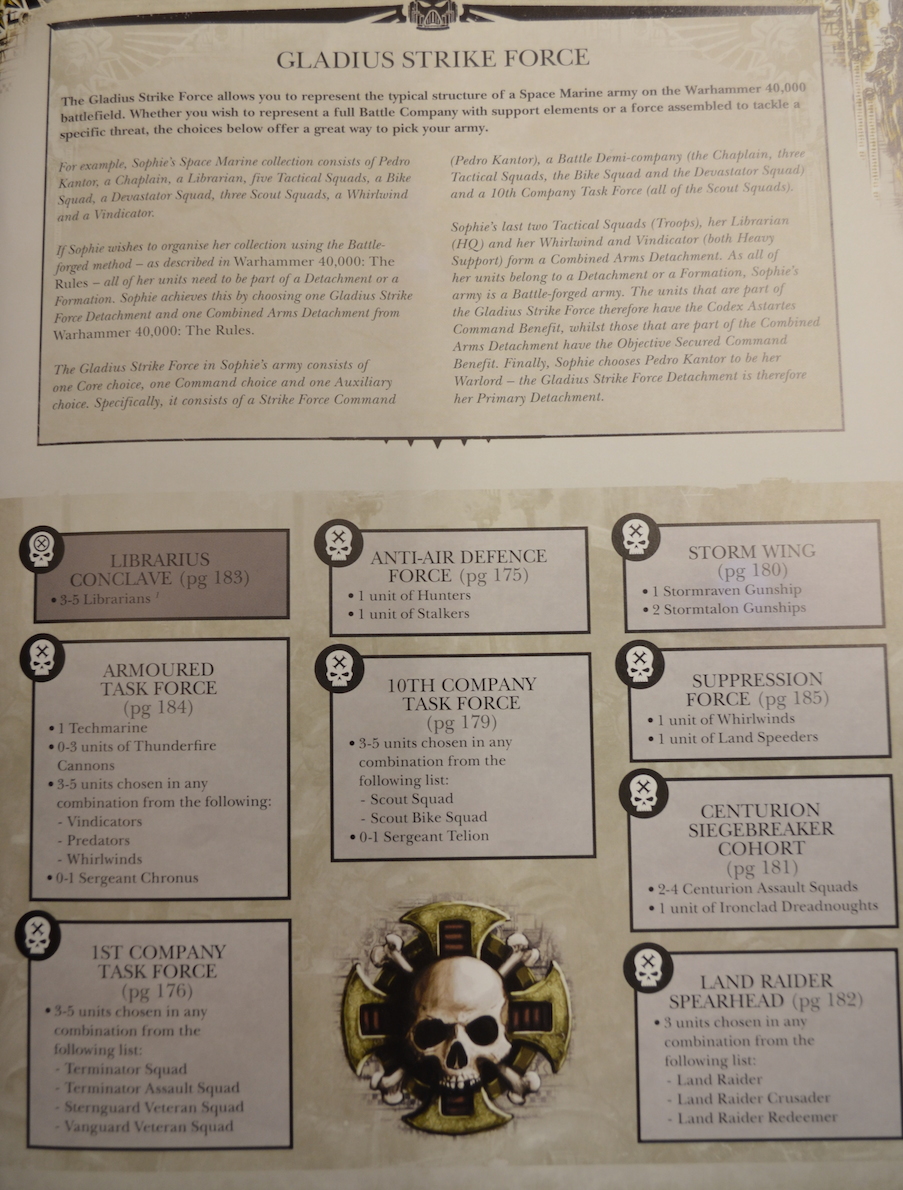 GLADIUS STRIKE FORCE
The Gladius Strike Force allows you to represent the typical structure of a Space Marine army on the Warhammer 40,000
battlefield. Whether you wish to represent a full Battle Company with support elements or a force assembled to tackle a
specific threat, the choices below offer a great way to pick your army.
For example, Sophie's Space Marine collection consists of Pedro
Kantor, a Chaplain, a Librarian, five Tactical Squads, a Bike
Squad, a Devastator Squad, three Scout Squads, a Whirlwind
and a Vindicator.
If Sophie wishes to organise her collection using the Battle-
forged method – as described in Warhammer 40,000: The
Rules – all of her units need to be part of a Detachment or a
Formation. Sophie achieves this by choosing one Gladius Strike
Force Detachment and one Combined Arms Detachment from
Warhammer 40,000: The Rules.
The Gladius Strike Force in Sophie's army consists of
one Core choice, one Command choice and one Auxiliary
choice. Specifically, it consists of a Strike Force Command
(Pedro Kantor), a Battle Demi-company (the Chaplain, three
Tactical Squads, the Bike Squad and the Devastator Squad)
and a 10th Company Task Force (all of the Scout Squads).
Sophie's last two Tactical Squads (Troops), her Librarian
(HQ) and her Whirlwind and Vindicator (both Heavy
Support) form a Combined Arms Detachment. As all of
her units belong to a Detachment or a Formation, Sophie's
army is a Battle-forged army. The units that are part of
the Gladius Strike Force therefore have the Codex Astartes
Command Benefit, whilst those that are part of the Combined
Arms Detachment have the Objective Secured Command
Benefit. Finally, Sophie chooses Pedro Kantor to be her
Warlord – the Gladius Strike Force Detachment is therefore
her Primary Detachment.
LIBRARIUS
CONCLAVE (pg 183)
• 3-5 Librarians ¹
ARMOURED
TASK FORCE
(pg 184)
• 1 Techmarine
• 0-3 units of Thunderfire
Cannons
• 3-5 units chosen in any
combination from the following:
- Vindicators
- Predators
- Whirlwinds
• 0-1 Sergeant Chronus
1ST COMPANY
TASK FORCE
(pg 176)
• 3-5 units chosen in any
combination from the
following list:
- Terminator Squad
- Terminator Assault Squad
- Sternguard Veteran Squad
- Vanguard Veteran Squad
ANTI-AIR DEFENCE
FORCE (pg 175)
• 1 unit of Hunters
• 1 unit of Stalkers
10TH COMPANY
TASK FORCE
(pg 179)
• 3-5 units chosen in any
combination from the
following list:
- Scout Squad
- Scout Bike Squad
• 0-1 Sergeant Telion
STORM WING
(pg 180)
• 1 Stormraven Gunship
• 2 Stormtalon Gunships
SUPPRESSION
FORCE (pg 185)
• 1 unit of Whirlwinds
• 1 unit of Land Speeders
CENTURION
SIEGEBREAKER
COHORT
(pg 181)
• 2-4 Centurion Assault Squads
• 1 unit of Ironclad Dreadnoughts
LAND RAIDER
SPEARHEAD (pg 182)
• 3 units chosen in any
combination from the
following list:
- Land Raider
- Land Raider Crusader
- Land Raider Redeemer